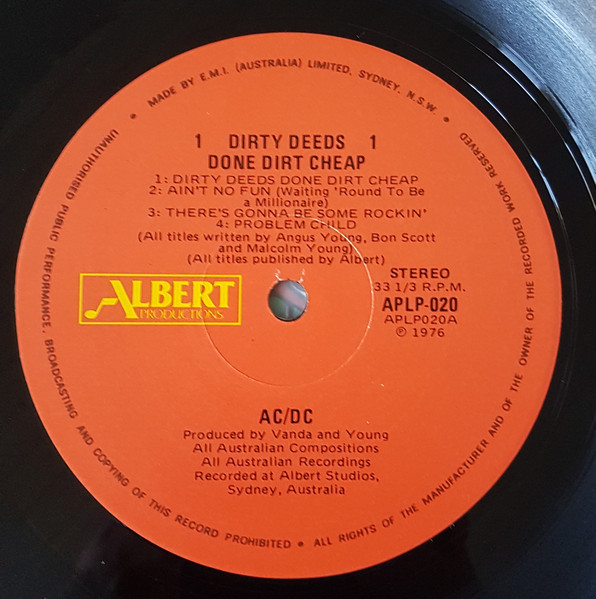 MADE BY E.M.I. (AUSTRALIA) LIMITED, SYDNEY, N.S.W.
1 DIRTY DEEDS 1
DONE DIRT CHEAP
1: DIRTY DEEDS DONE DIRT CHEAP
2: AIN'T NO FUN (Waiting 'Round To Be
a Millionaire)
3: THERE'S GONNA BE SOME ROCKIN'
4: PROBLEM CHILD
(All titles written by Angus Young, Bon Scott
and Malcolm Young)
(All titles published by Albert)
STEREO
33 1/3 R.P.M.
ALBERT
PRODUCTIONS
APLP-020
APLP020A
℗ 1976
AC/DC
Produced by Vanda and Young
All Australian Compositions
All Australian Recordings
Recorded at Albert Studios,
Sydney, Australia
UNAUTHORISED PUBLIC PERFORMANCE, BROADCASTING AND COPYING OF THIS RECORD PROHIBITED • ALL RIGHTS OF THE MANUFACTURER AND OF THE OWNER OF THE RECORDED WORK RESERVED